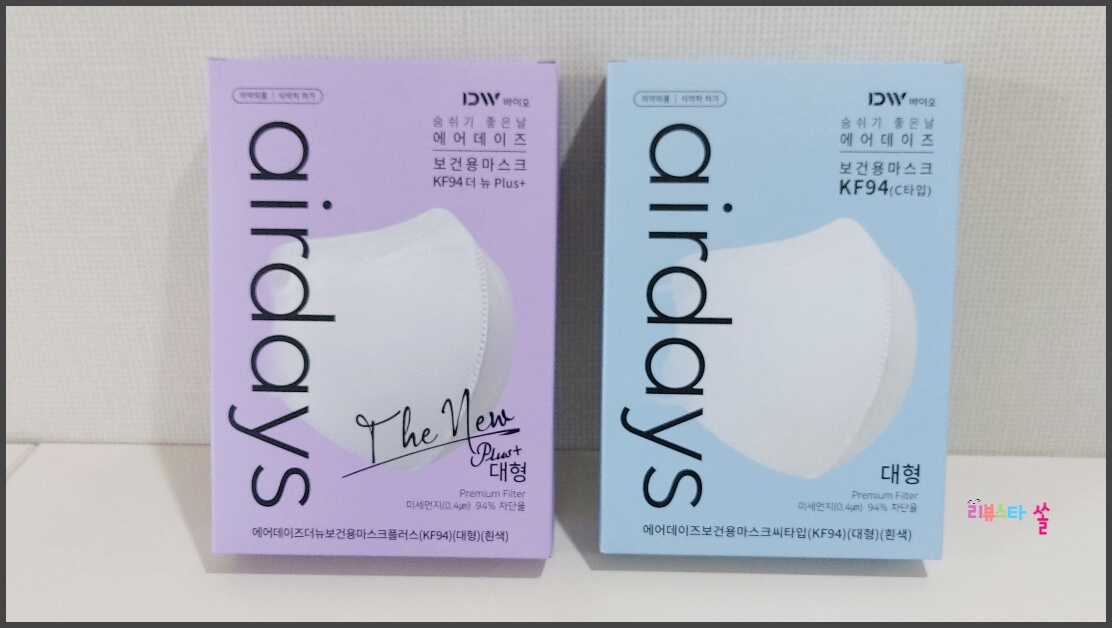 의약외품 | 식약처 허가
IDW 바이오
숨쉬기 좋은날
에어데이즈
보건용마스크
KF94 더 뉴 Plus+
airdays
The New
Plus+
대형
Premium Filter
미세먼지(0.4㎛) 94% 차단율
에어데이즈더뉴보건용마스크플러스(KF94)(대형)(흰색)
의약외품 | 식약처 허가
IDW 바이오
숨쉬기 좋은날
에어데이즈
보건용마스크
KF94(C타입)
airdays
대형
Premium Filter
미세먼지(0.4㎛) 94% 차단율
에어데이즈보건용마스크씨타입(KF94)(대형)(흰색)
리뷰스타 쏠